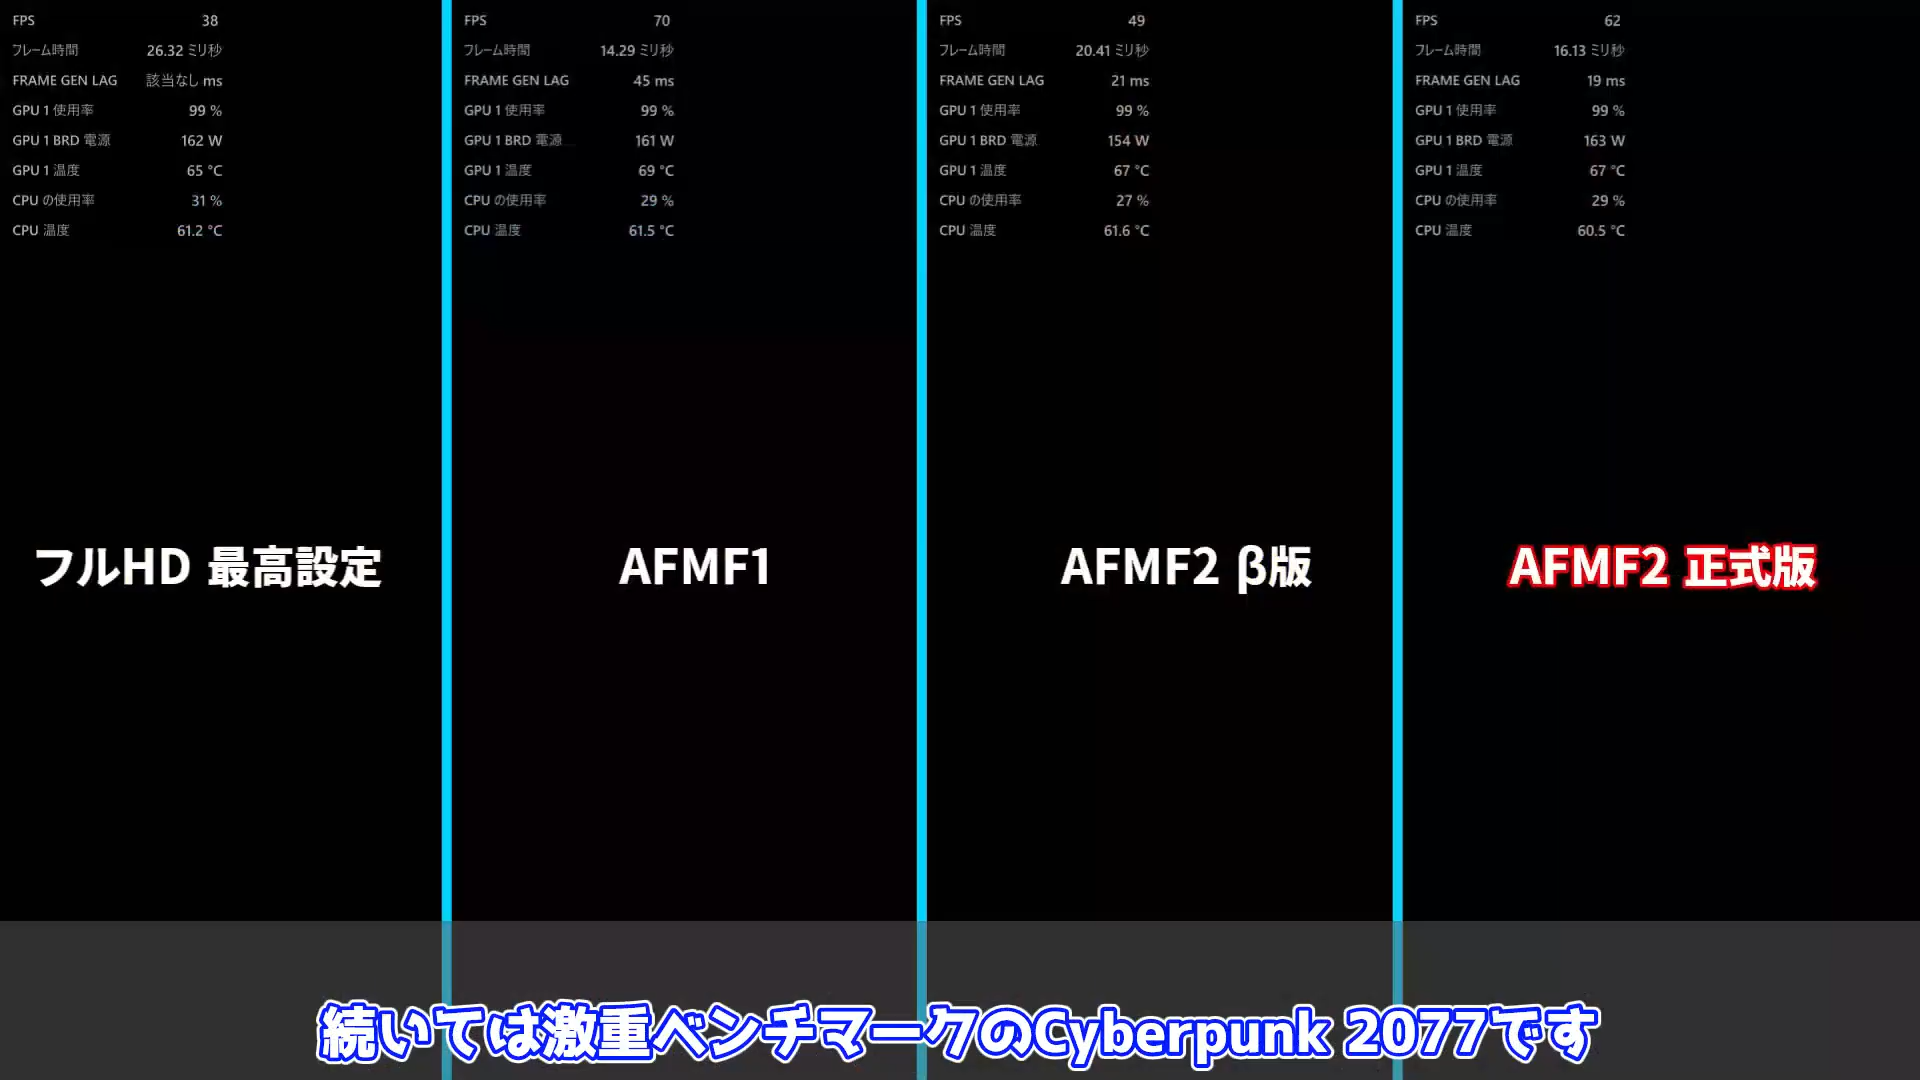 FPS 38
フレーム時間 26.32 ミリ秒
FRAME GEN LAG 該当なし ms
GPU 1 使用率 99 %
GPU 1 BRD 電源 162 W
GPU 1 温度 65 °C
CPU の使用率 31 %
CPU 温度 61.2 °C
フルHD 最高設定
FPS 70
フレーム時間 14.29 ミリ秒
FRAME GEN LAG 45 ms
GPU 1 使用率 99 %
GPU 1 BRD 電源 161 W
GPU 1 温度 69 °C
CPU の使用率 29 %
CPU 温度 61.5 °C
AFMF1
FPS 49
フレーム時間 20.41 ミリ秒
FRAME GEN LAG 21 ms
GPU 1 使用率 99 %
GPU 1 BRD 電源 154 W
GPU 1 温度 67 °C
CPU の使用率 27 %
CPU 温度 61.6 °C
AFMF2 β版
FPS 62
フレーム時間 16.13 ミリ秒
FRAME GEN LAG 19 ms
GPU 1 使用率 99 %
GPU 1 BRD 電源 163 W
GPU 1 温度 67 °C
CPU の使用率 29 %
CPU 温度 60.5 °C
AFMF2 正式版
続いては激重ベンチマークのCyberpunk 2077です